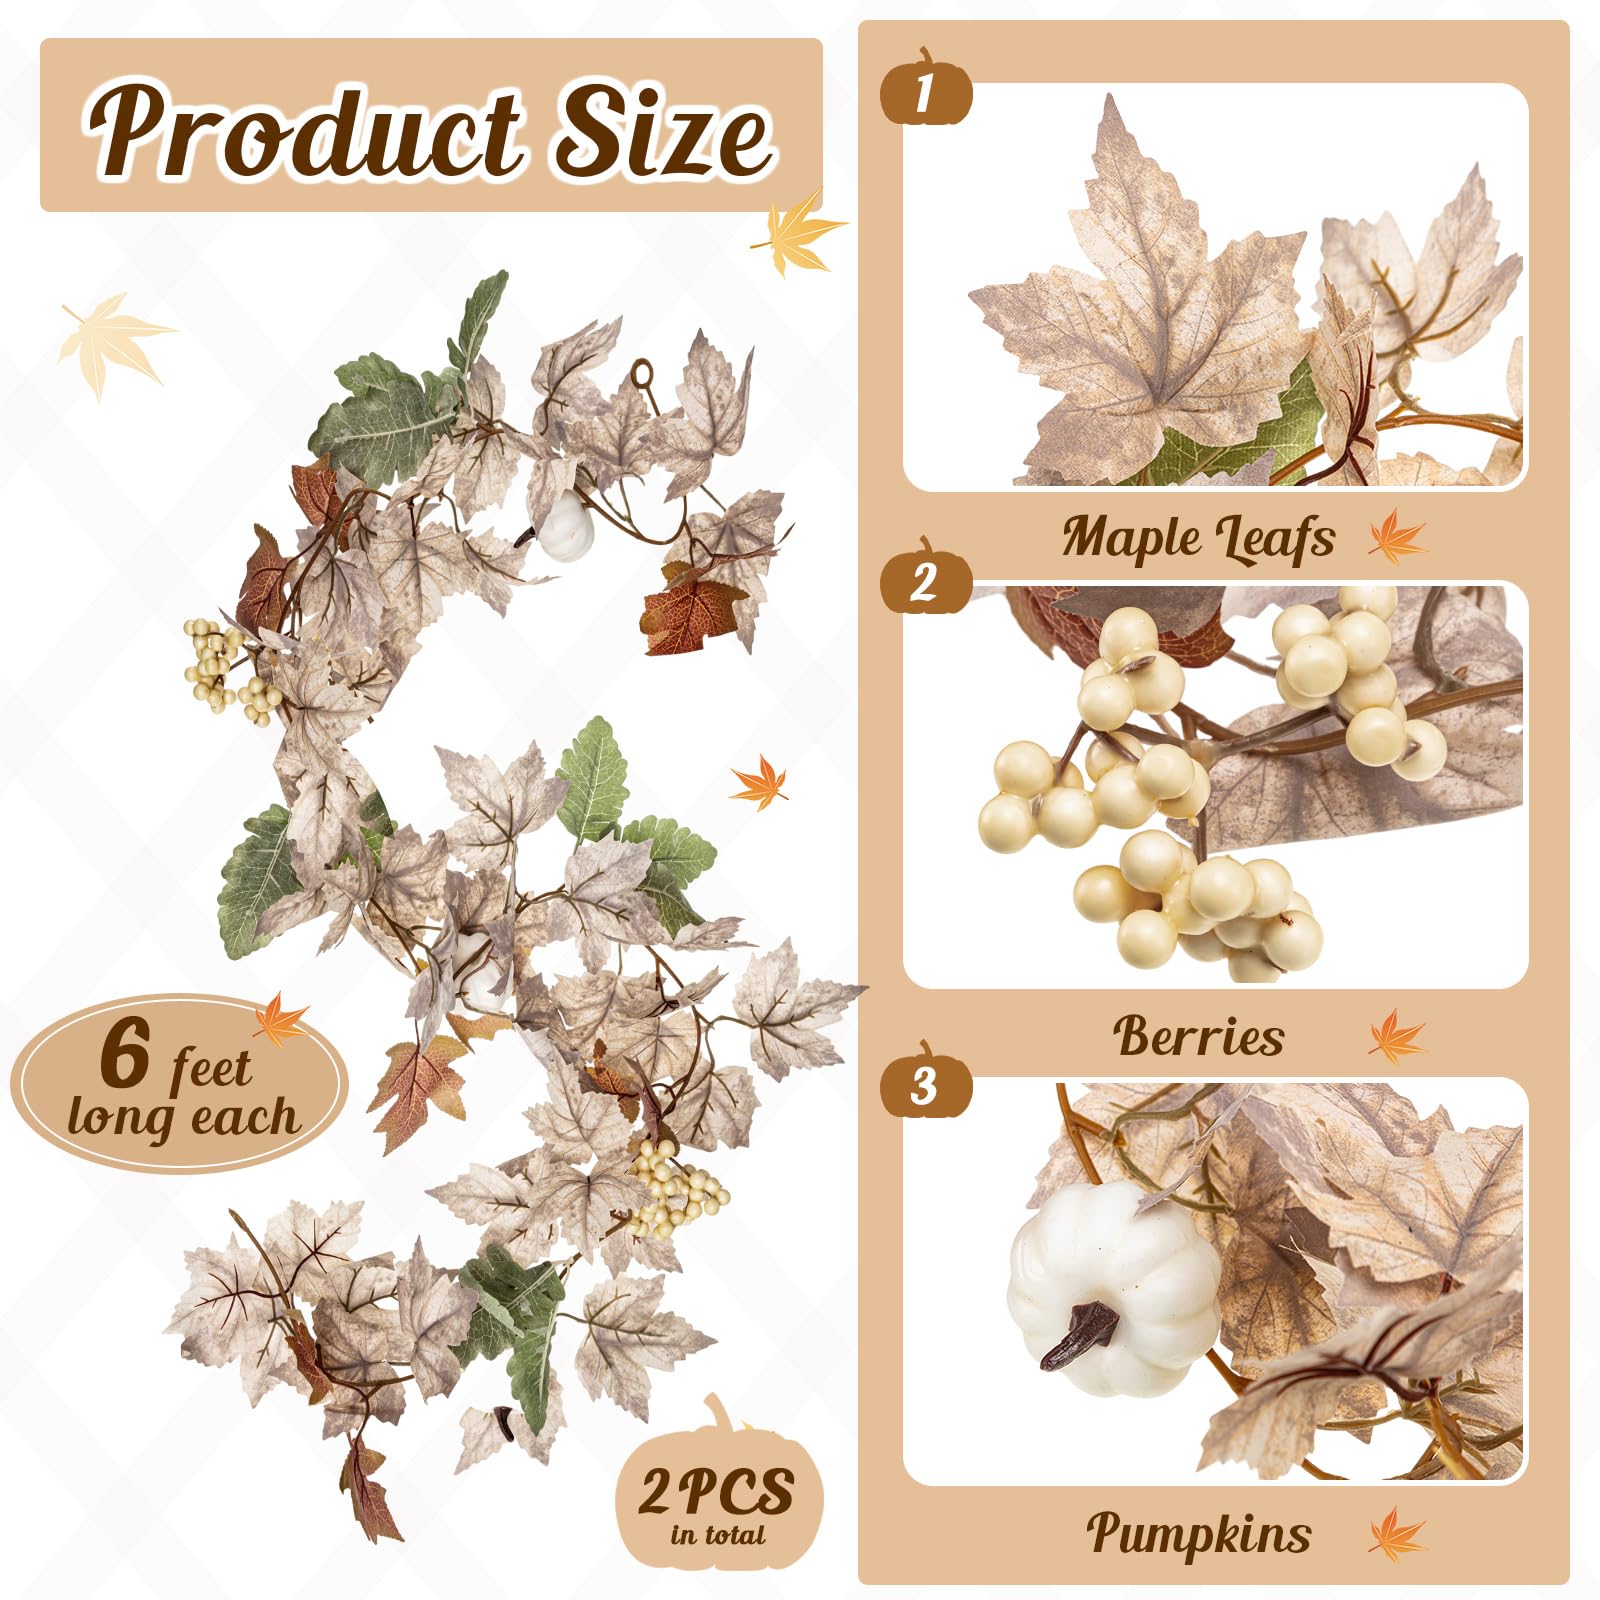 Product Size
6 feet
long each
2PCS
in total
1
Maple Leafs
2
Berries
3
Pumpkins